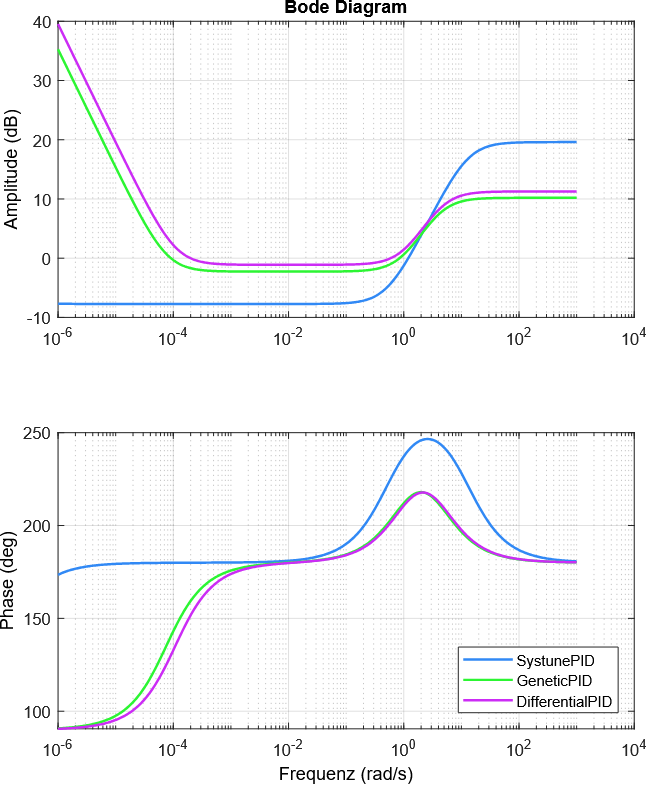 Bode Diagram
40
30
20
10
0
-10
Amplitude (dB)
10^-6 10^-4 10^-2 10^0 10^2 10^4
250
200
150
100
Phase (deg)
SystunePID
GeneticPID
DifferentialPID
10^-6 10^-4 10^-2 10^0 10^2 10^4
Frequenz (rad/s)